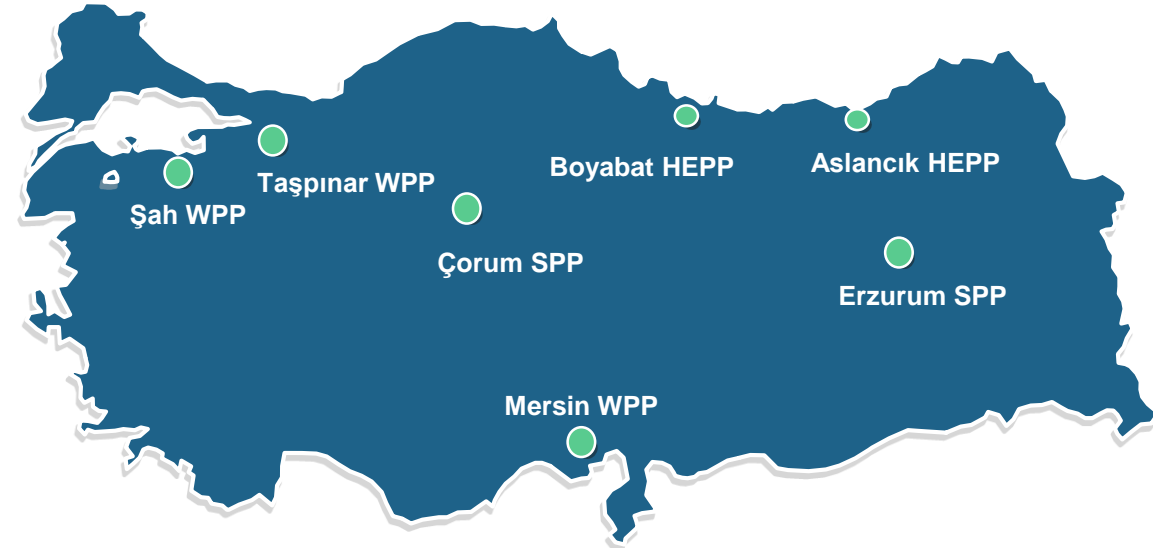 Boyabat HEPP
Aslancık HEPP
Taşpınar WPP
Şah WPP
Çorum SPP
Erzurum SPP
Mersin WPP